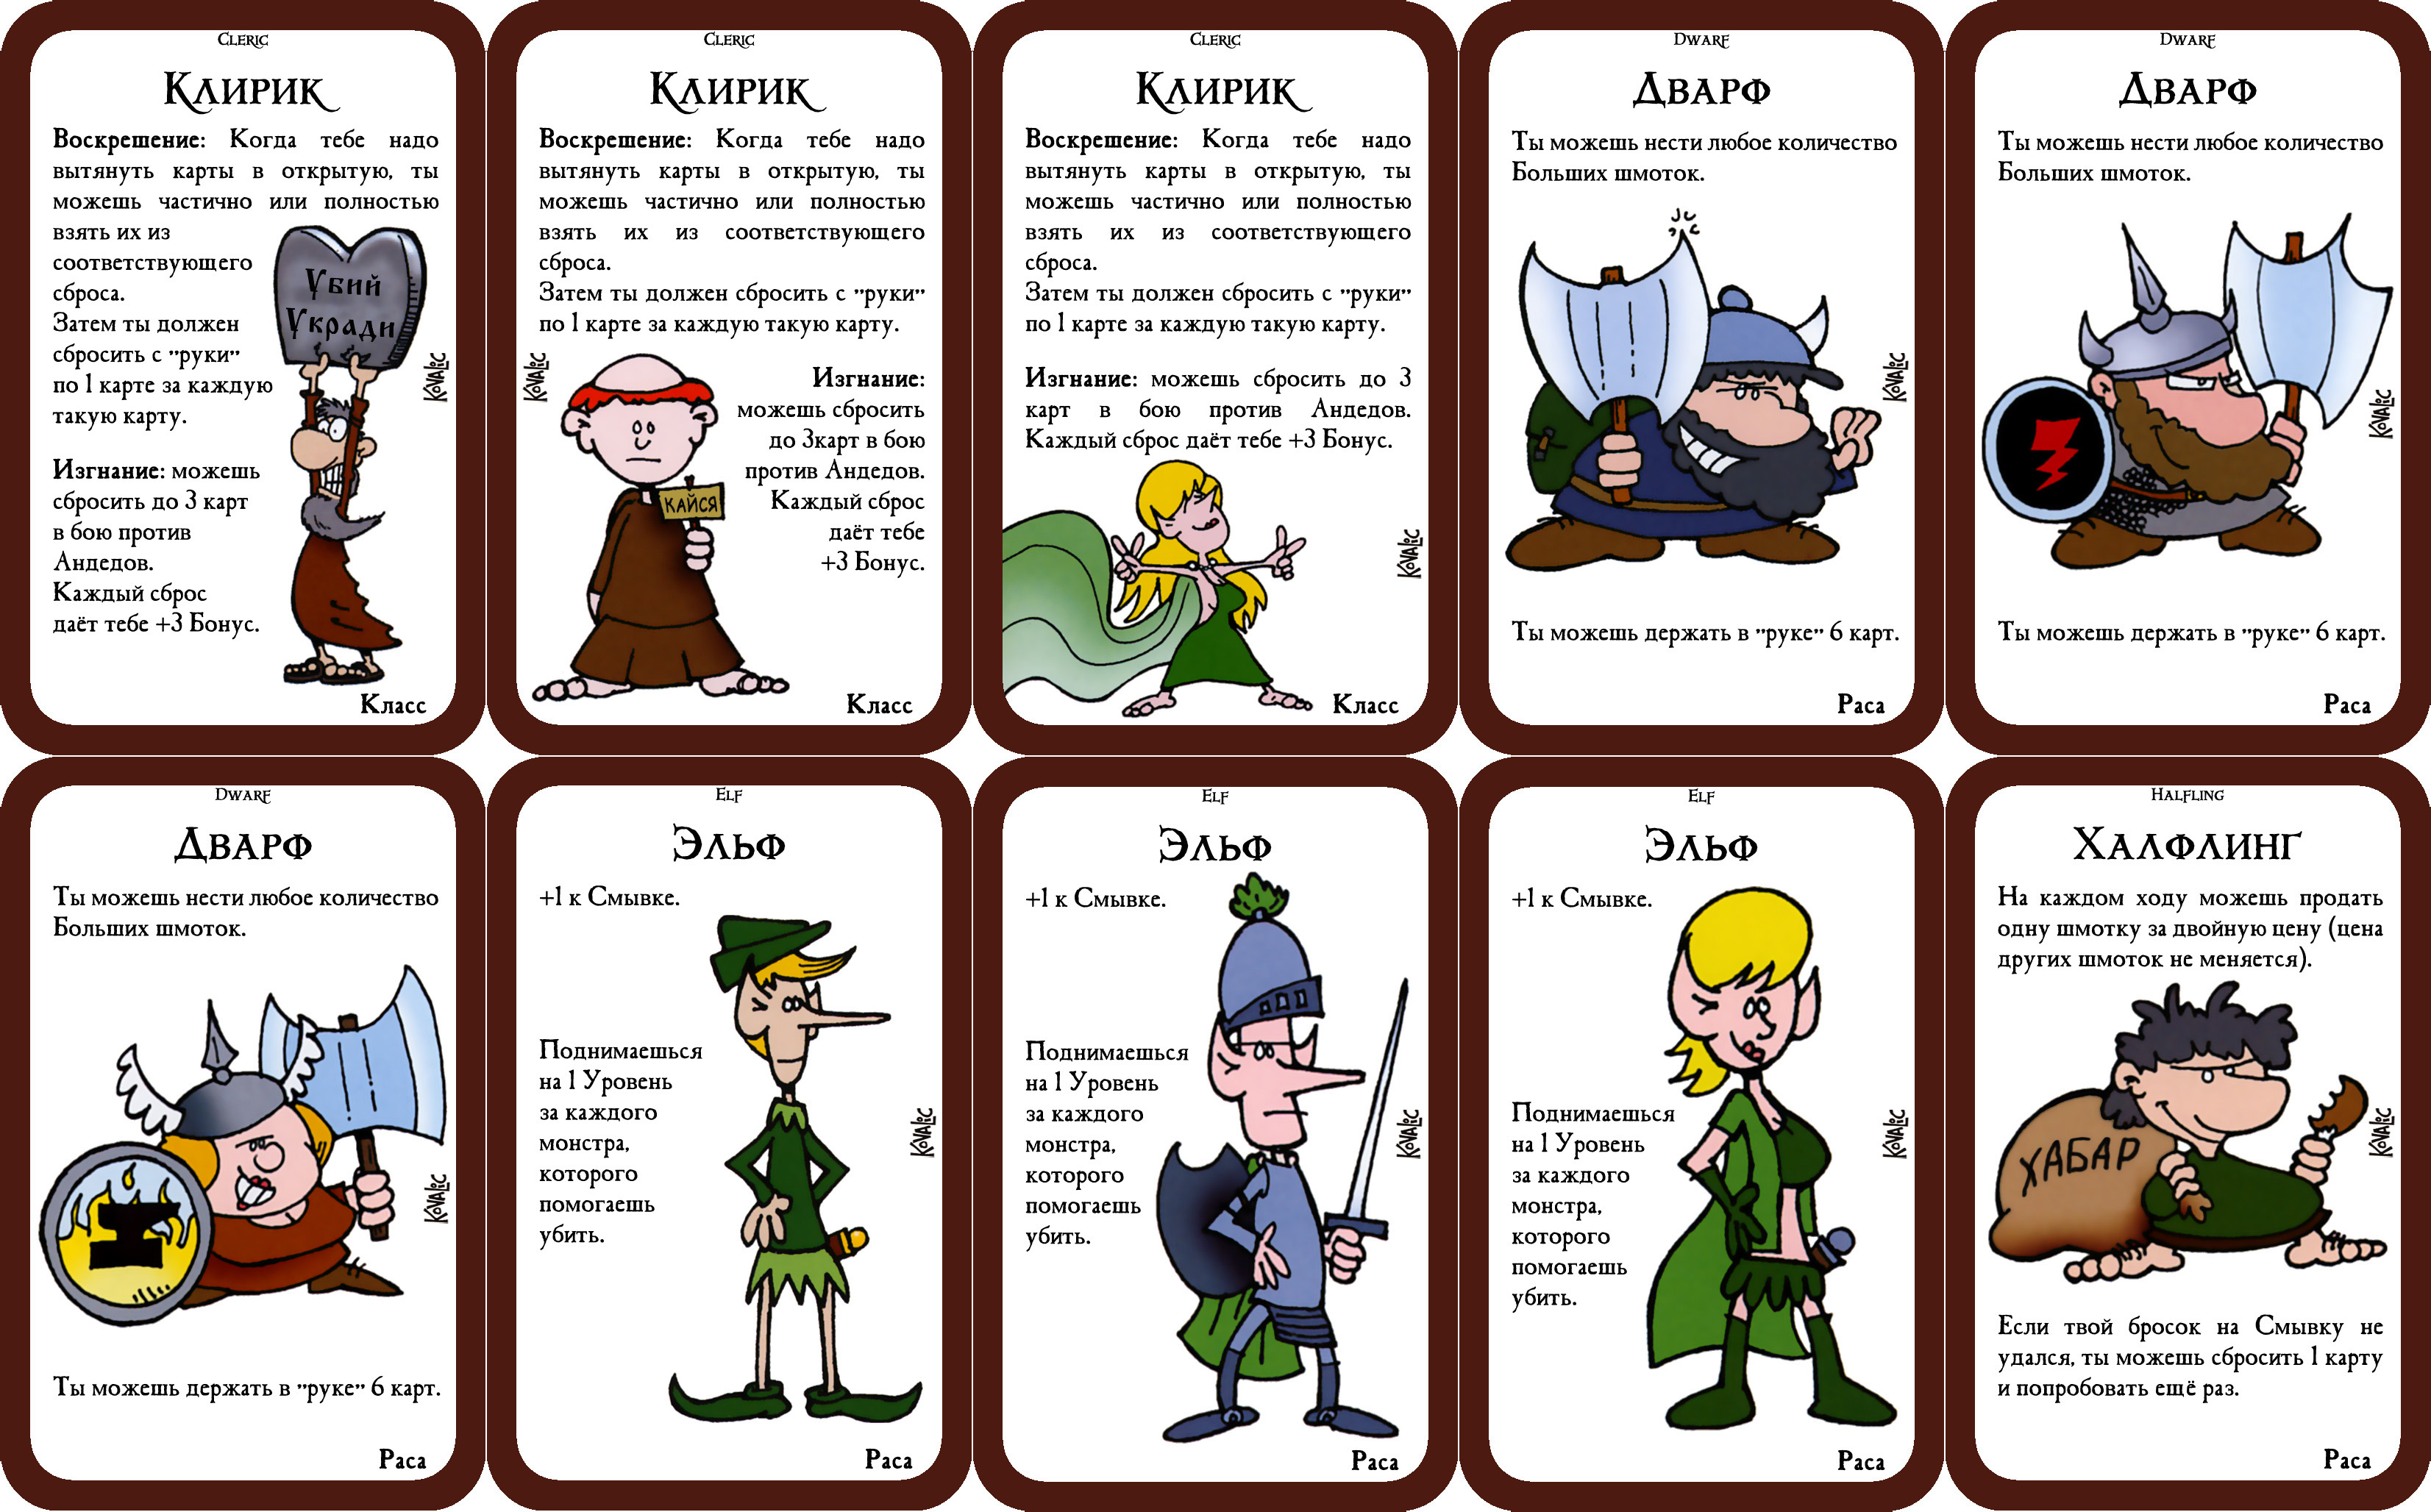 Cleric
Клирик
Воскрешение: Когда тебе надо
вытянуть карты в открытую, ты
можешь частично или полностью
взять их из
соответствующего
сброса.
Затем ты должен
сбросить с "руки"
по 1 карте за каждую
такую карту.
Убий
Укради
Изгнание: можешь
сбросить до 3 карт
в бою против
Андедов.
Каждый сброс
даёт тебе +3 Бонус.
Kovalic
Класс
Cleric
Клирик
Воскрешение: Когда тебе надо
вытянуть карты в открытую, ты
можешь частично или полностью
взять их из соответствующего
сброса.
Затем ты должен сбросить с "руки"
по 1 карте за каждую такую карту.
Kovalic
Изгнание:
можешь сбросить
до 3карт в бою
против Андедов.
Каждый сброс
даёт тебе
+3 Бонус.
КАЙСЯ
Класс
Cleric
Клирик
Воскрешение: Когда тебе надо
вытянуть карты в открытую, ты
можешь частично или полностью
взять их из соответствующего
сброса.
Затем ты должен сбросить с "руки"
по 1 карте за каждую такую карту.
Изгнание: можешь сбросить до 3
карт в бою против Андедов.
Каждый сброс даёт тебе +3 Бонус.
Kovalic
Класс
Dwarf
Дварф
Ты можешь нести любое количество
Больших шмоток.
Kovalic
Ты можешь держать в "руке" 6 карт.
Раса
Dwarf
Дварф
Ты можешь нести любое количество
Больших шмоток.
Kovalic
Ты можешь держать в "руке" 6 карт.
Раса
Dwarf
Дварф
Ты можешь нести любое количество
Больших шмоток.
Kovalic
Ты можешь держать в "руке" 6 карт.
Раса
Elf
Эльф
+1 к Смывке.
Поднимаешься
на 1 Уровень
за каждого
монстра,
которого
помогаешь
убить.
Kovalic
Раса
Elf
Эльф
+1 к Смывке.
Поднимаешься
на 1 Уровень
за каждого
монстра,
которого
помогаешь
убить.
Kovalic
Раса
Elf
Эльф
+1 к Смывке.
Поднимаешься
на 1 Уровень
за каждого
монстра,
которого
помогаешь
убить.
Kovalic
Раса
Halfling
Халфлинг
На каждом ходу можешь продать
одну шмотку за двойную цену (цена
других шмоток не меняется).
ХАБАР
Kovalic
Если твой бросок на Смывку не
удался, ты можешь сбросить 1 карту
и попробовать ещё раз.
Раса